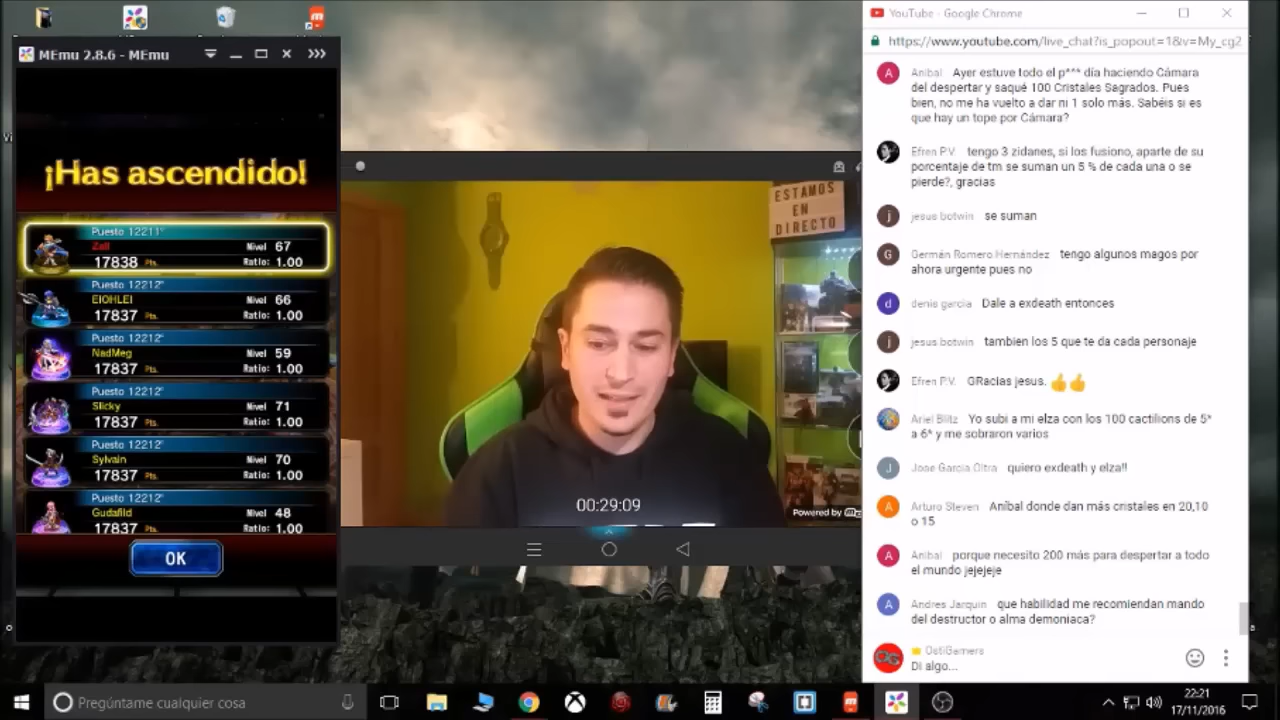 MEmu 2.8.6 - MEmu
¡Has ascendido!
Puesto 12211°
Zell Nivel 67
17838 Pts. Ratio: 1.00
Puesto 12212°
EIOHLEI Nivel 66
17837 Pts. Ratio: 1.00
Puesto 12212°
NadMeg Nivel 59
17837 Pts. Ratio: 1.00
Puesto 12212°
Slicky Nivel 71
17837 Pts. Ratio: 1.00
Puesto 12212°
Sylvain Nivel 70
17837 Pts. Ratio: 1.00
Puesto 12212°
Gudafild Nivel 48
17837 Pts. Ratio: 1.00
OK
ESTAMOS
EN
DIRECTO
00:29:09
Powered by
YouTube - Google Chrome
https://www.youtube.com/live_chat?is_popout=1&v=My_cg2
Anibal Ayer estuve todo el p*** día haciendo Cámara
del despertar y saqué 100 Cristales Sagrados. Pues
bien, no me ha vuelto a dar ni 1 solo más. Sabéis si es
que hay un tope por Cámara?
Efren P.V. tengo 3 zidanes, si los fusiono, aparte de su
porcentaje de tm se suman un 5 % de cada una o se
pierde?, gracias
jesus botwin se suman
Germán Romero Hernández tengo algunos magos por
ahora urgente pues no
denis garcia Dale a exdeath entonces
jesus botwin tambien los 5 que te da cada personaje
Efren P.V. GRacias jesus.
Ariel Blitz Yo subi a mi elza con los 100 cactilions de 5*
a 6* y me sobraron varios
Jose Garcia Oltra quiero exdeath y elza!!
Arturo Steven Aníbal donde dan más cristales en 20,10
o 15
Anibal porque necesito 200 más para despertar a todo
el mundo jejejeje
Andres Jarquin que habilidad me recomiendan mando
del destructor o alma demoniaca?
OstiGamers
Di algo...
Pregúntame cualquier cosa
22:21
17/11/2016